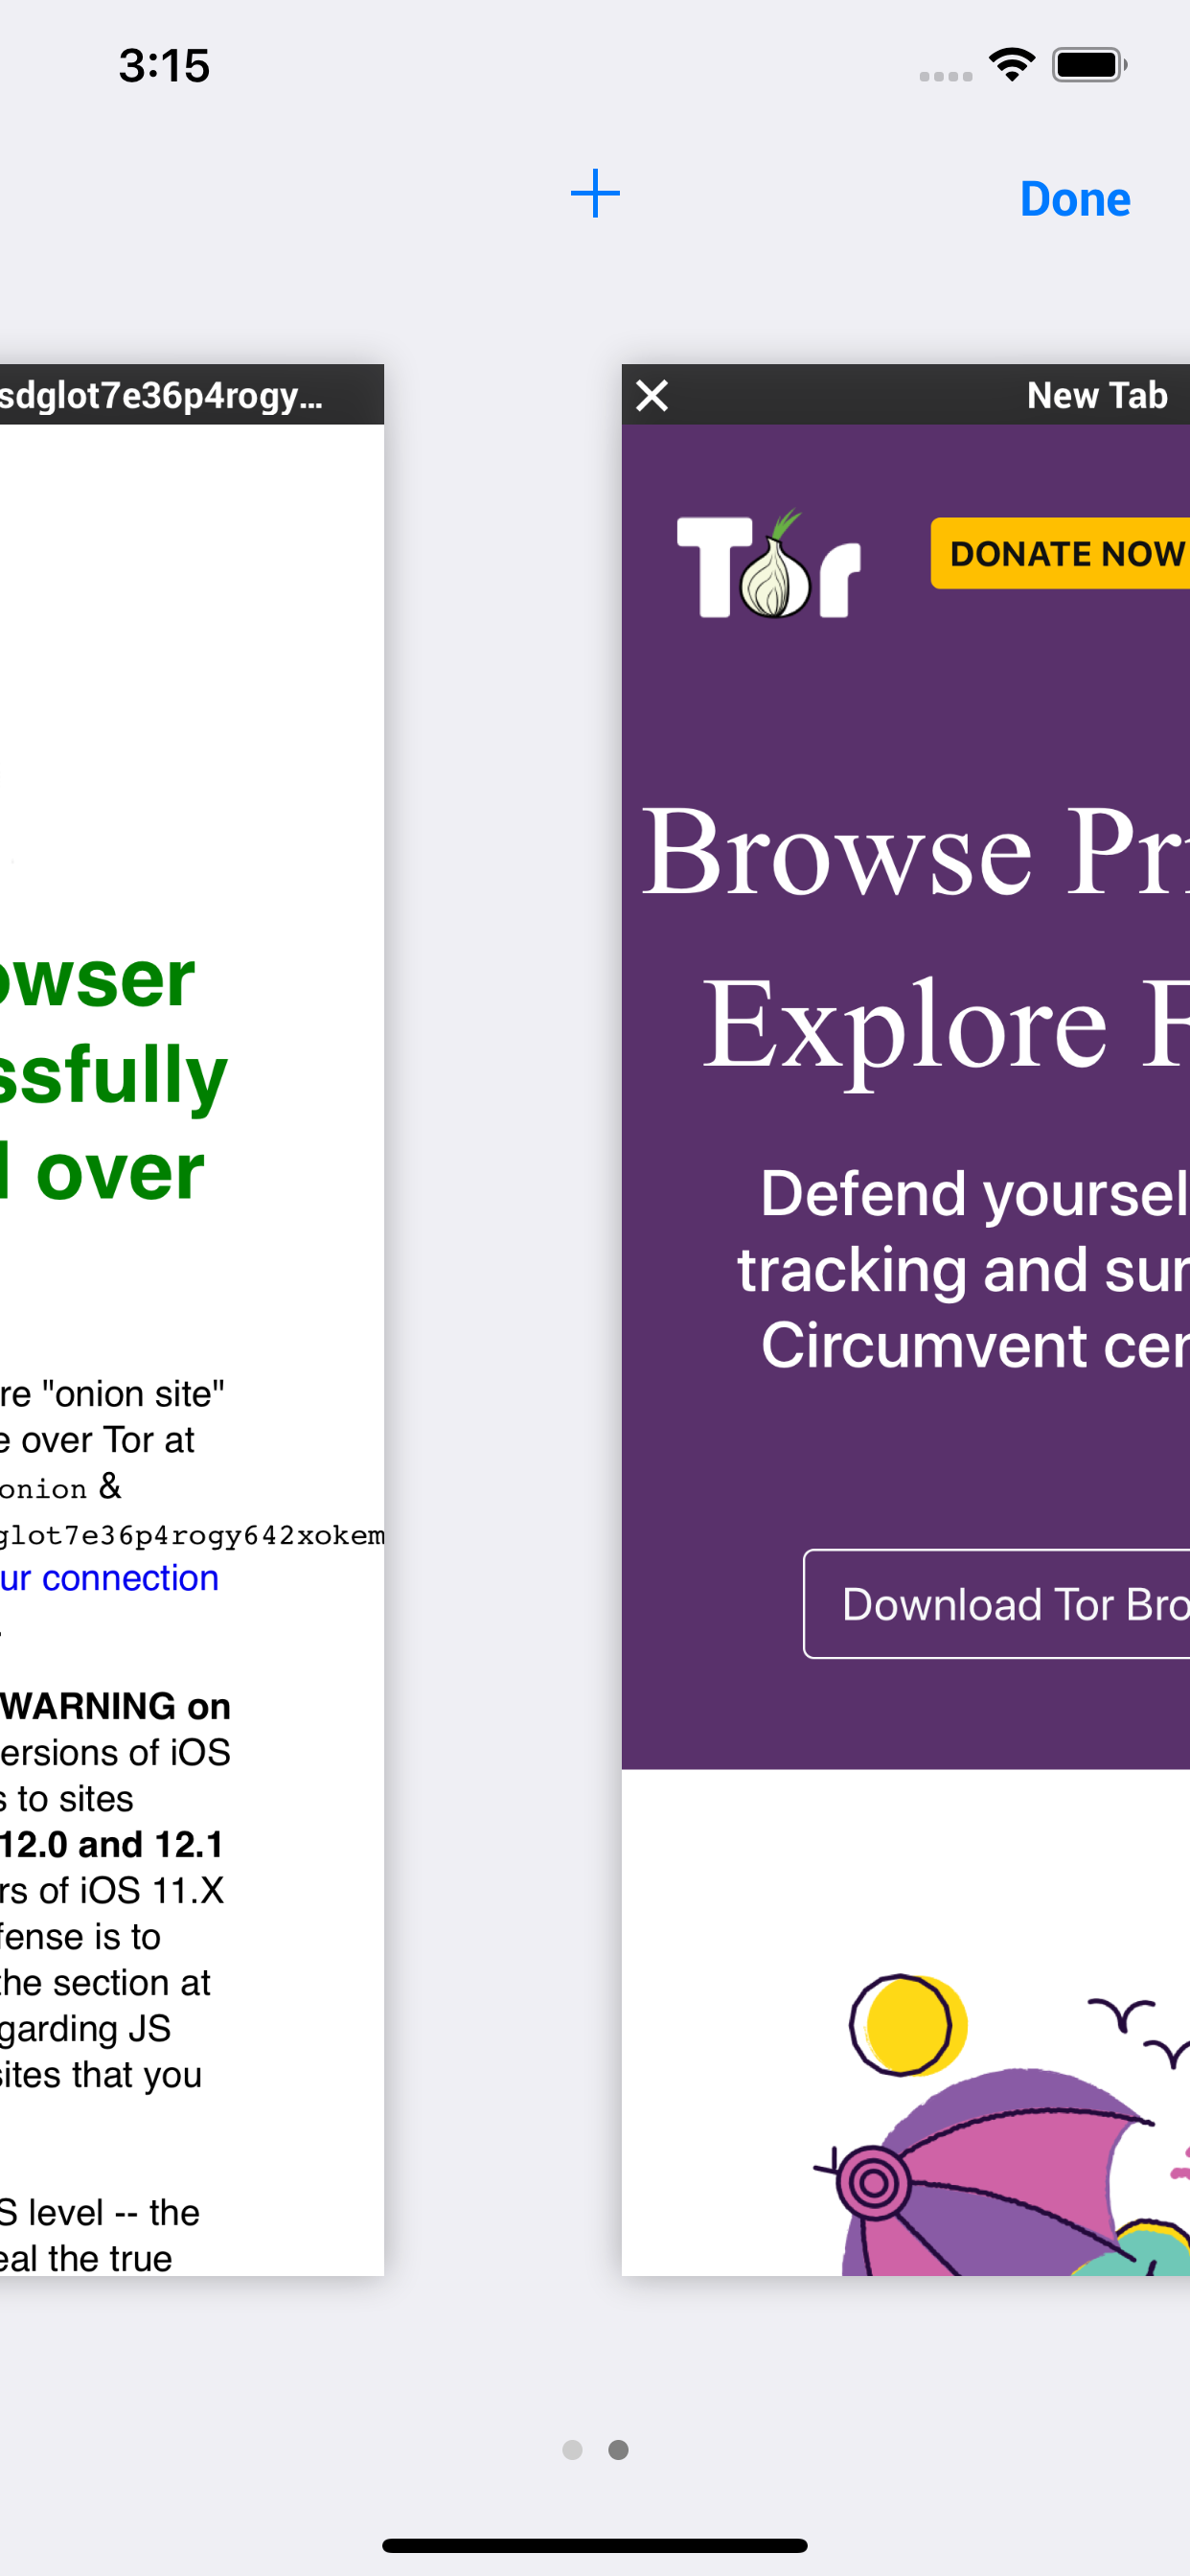 3:15
Done
sdglot7e36p4rogy...
New Tab
owser
ssfully
over
re "onion site"
e over Tor at
onion &
glot7e36p4rogy642xokem
ur connection
.
WARNING on
ersions of iOS
s to sites
12.0 and 12.1
rs of iOS 11.X
fense is to
the section at
garding JS
sites that you
S level -- the
eal the true
Tor
DONATE NOW
Browse Pri
Explore F
Defend yoursel
tracking and sur
Circumvent cen
Download Tor Bro